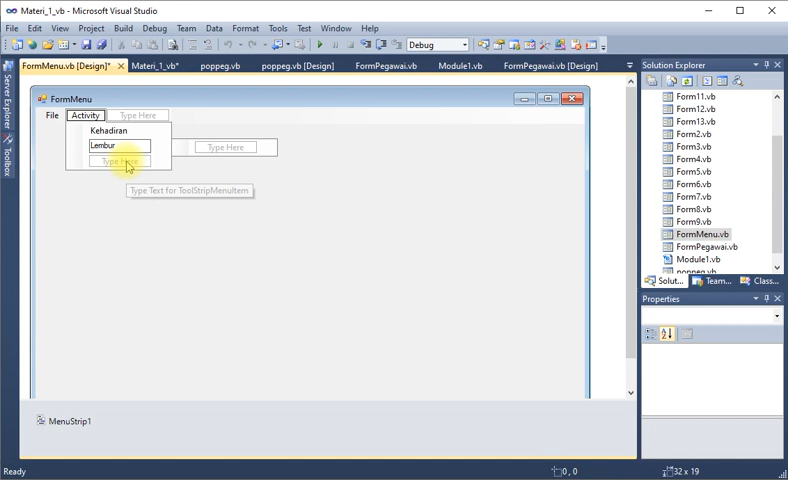 Materi_1_vb - Microsoft Visual Studio
File Edit View Project Build Debug Team Data Format Tools Test Window Help
Debug
FormMenu.vb [Design]* Materi_1_vb* poppeg.vb poppeg.vb [Design] FormPegawai.vb Module1.vb FormPegawai.vb [Design]
Solution Explorer
Server Explorer
Toolbox
FormMenu
File Activity Type Here
Kehadiran
Lembur
Type Here
Type Here
Type Text for ToolStripMenuItem
Form11.vb
Form12.vb
Form13.vb
Form2.vb
Form3.vb
Form4.vb
Form5.vb
Form6.vb
Form7.vb
Form8.vb
Form9.vb
FormMenu.vb
FormPegawai.vb
Module1.vb
poppeg.vb
Solut... Team... Class...
Properties
MenuStrip1
Ready
0, 0
32 x 19